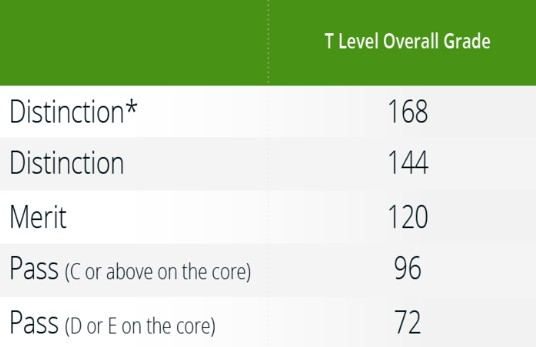 T Level Overall Grade
Distinction* 168
Distinction 144
Merit 120
Pass (C or above on the core) 96
Pass (D or E on the core) 72